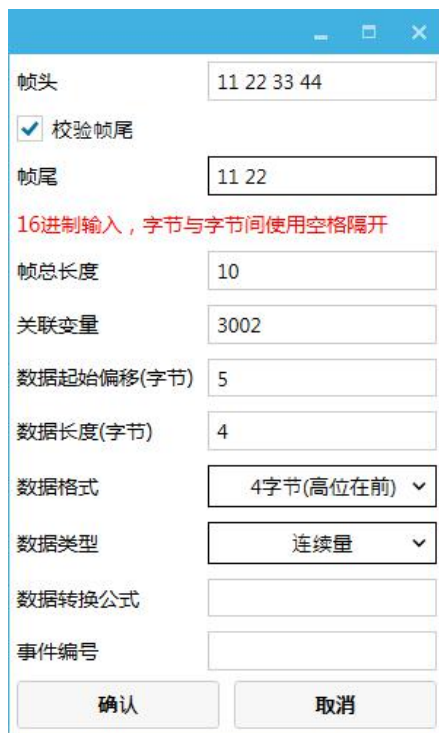 帧头 11 22 33 44
校验帧尾
帧尾 11 22
16进制输入，字节与字节间使用空格隔开
帧总长度 10
关联变量 3002
数据起始偏移(字节) 5
数据长度(字节) 4
数据格式 4字节(高位在前)
数据类型 连续量
数据转换公式
事件编号
确认 取消